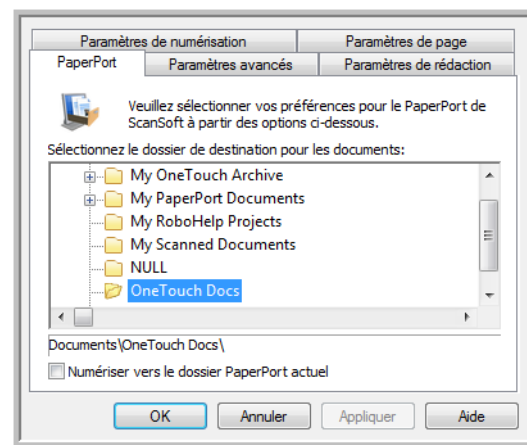 Paramètres de numérisation
Paramètres de page
PaperPort
Paramètres avancés
Paramètres de rédaction
Veuillez sélectionner vos préférences pour le PaperPort de
ScanSoft à partir des options ci-dessous.
Sélectionnez le dossier de destination pour les documents:
My OneTouch Archive
My PaperPort Documents
My RoboHelp Projects
My Scanned Documents
NULL
OneTouch Docs
Documents\OneTouch Docs\
Numériser vers le dossier PaperPort actuel
OK
Annuler
Appliquer
Aide